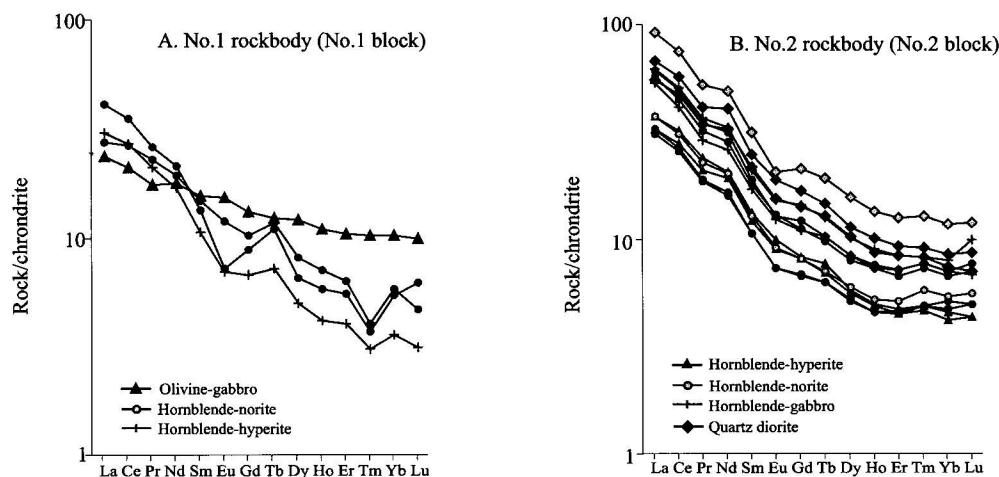 A. No.1 rockbody (No.1 block)
100
10
1
Rock/chrondrite
Olivine-gabbro
Hornblende-norite
Hornblende-hyperite
La Ce Pr Nd Sm Eu Gd Tb Dy Ho Er Tm Yb Lu
B. No.2 rockbody (No.2 block)
100
10
1
Rock/chrondrite
Hornblende-hyperite
Hornblende-norite
Hornblende-gabbro
Quartz diorite
La Ce Pr Nd Sm Eu Gd Tb Dy Ho Er Tm Yb Lu